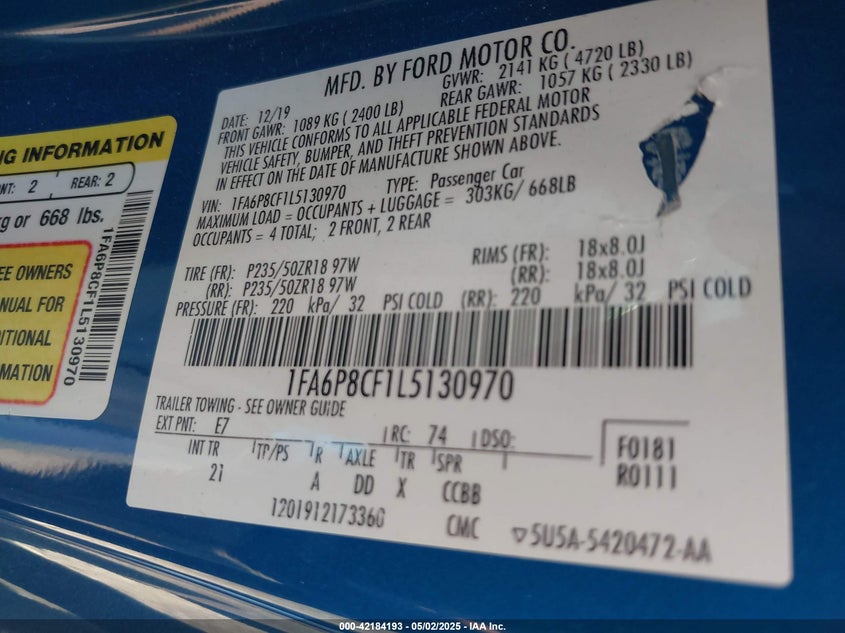 NG INFORMATION
NT: 2 REAR: 2
kg or 668 lbs.
EE OWNERS
ANUAL FOR
ITIONAL
MATION
1FA6P8CF1L5130970
MFD. BY FORD MOTOR CO.
DATE: 12/19 GVWR: 2141 KG ( 4720 LB)
FRONT GAWR: 1089 KG ( 2400 LB) REAR GAWR: 1057 KG ( 2330 LB)
THIS VEHICLE CONFORMS TO ALL APPLICABLE FEDERAL MOTOR
VEHICLE SAFETY, BUMPER, AND THEFT PREVENTION STANDARDS
IN EFFECT ON THE DATE OF MANUFACTURE SHOWN ABOVE.
VIN: 1FA6P8CF1L5130970 TYPE: Passenger Car
MAXIMUM LOAD = OCCUPANTS + LUGGAGE = 303KG/ 668LB
OCCUPANTS = 4 TOTAL; 2 FRONT, 2 REAR
TIRE (FR): P235/50ZR18 97W RIMS (FR): 18x8.0J
(RR): P235/50ZR18 97W (RR): 18x8.0J
PRESSURE (FR): 220 kPa/ 32 PSI COLD (RR): 220 kPa/ 32 PSI COLD
1FA6P8CF1L5130970
TRAILER TOWING - SEE OWNER GUIDE
EXT PNT: E7 RC: 74 DSO: F0181
INT TR TP/PS R AXLE TR SPR R0111
21 A DD X CCBB
1201912173360 CMC ▽5U5A-5420472-AA
000-42184193 - 05/02/2025 - IAA Inc.